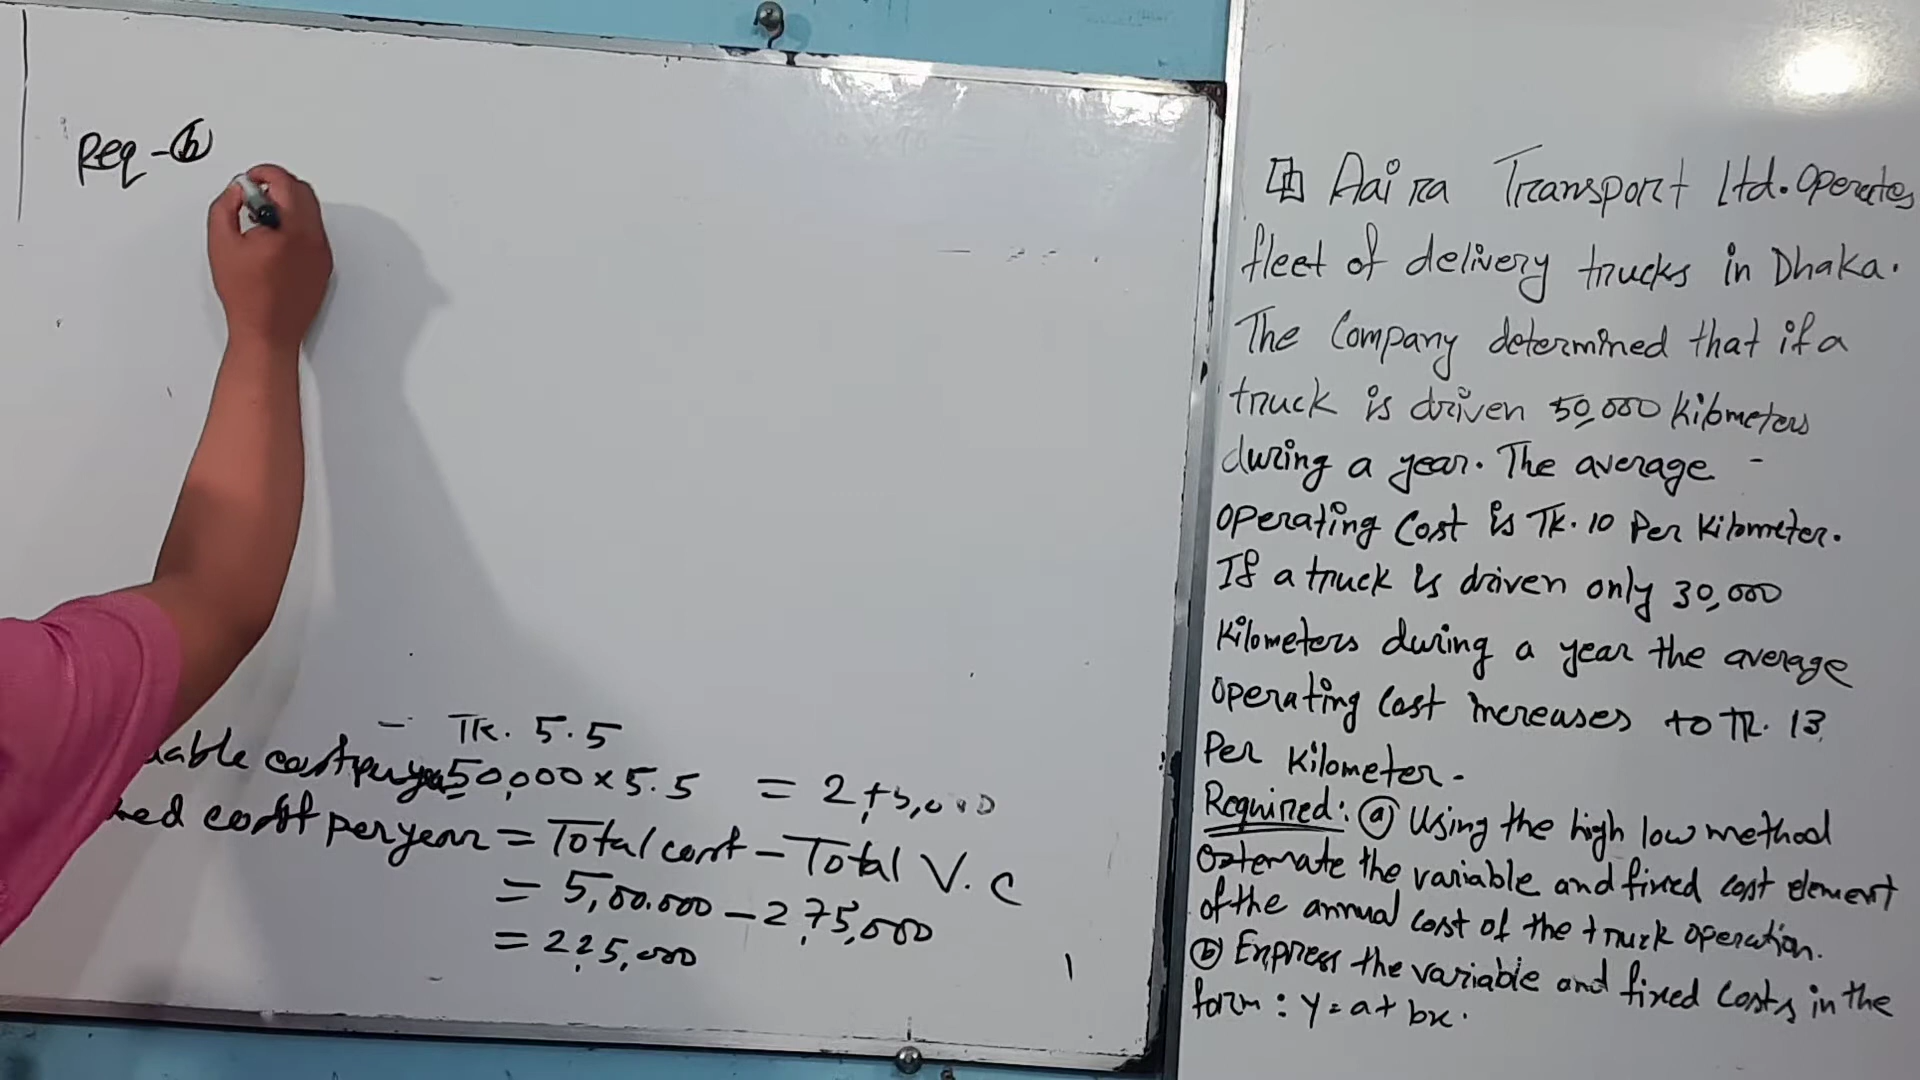 Req - (b)
- Tk. 5.5
iable cost per year 50,000 × 5.5 = 2,75,000
xed cost per year = Total cost - Total V.C
= 5,00,000 - 2,75,000
= 2,25,000
Aaira Transport Ltd. Operates
fleet of delivery trucks in Dhaka.
The Company determined that if a
truck is driven 50,000 Kilometers
during a year. The average -
operating Cost is Tk. 10 Per Kilometer.
If a truck is driven only 30,000
Kilometers during a year the average
operating Cost increases to Tk. 13
Per Kilometer -
Required: (a) Using the high low method
the variable and fixed cost element
of the annual cost of the truck operation.
(b) Express the variable and fixed Costs in the
form: Y = a + bx.